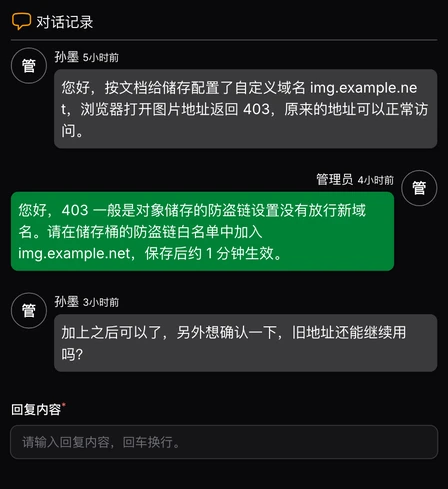 对话记录
管
孙墨 5小时前
您好，按文档给储存配置了自定义域名 img.example.ne
t，浏览器打开图片地址返回 403，原来的地址可以正常访
问。
管理员 4小时前
管
您好，403 一般是对象储存的防盗链设置没有放行新域
名。请在储存桶的防盗链白名单中加入
img.example.net，保存后约 1 分钟生效。
管
孙墨 3小时前
加上之后可以了，另外想确认一下，旧地址还能继续用
吗？
回复内容*
请输入回复内容，回车换行。